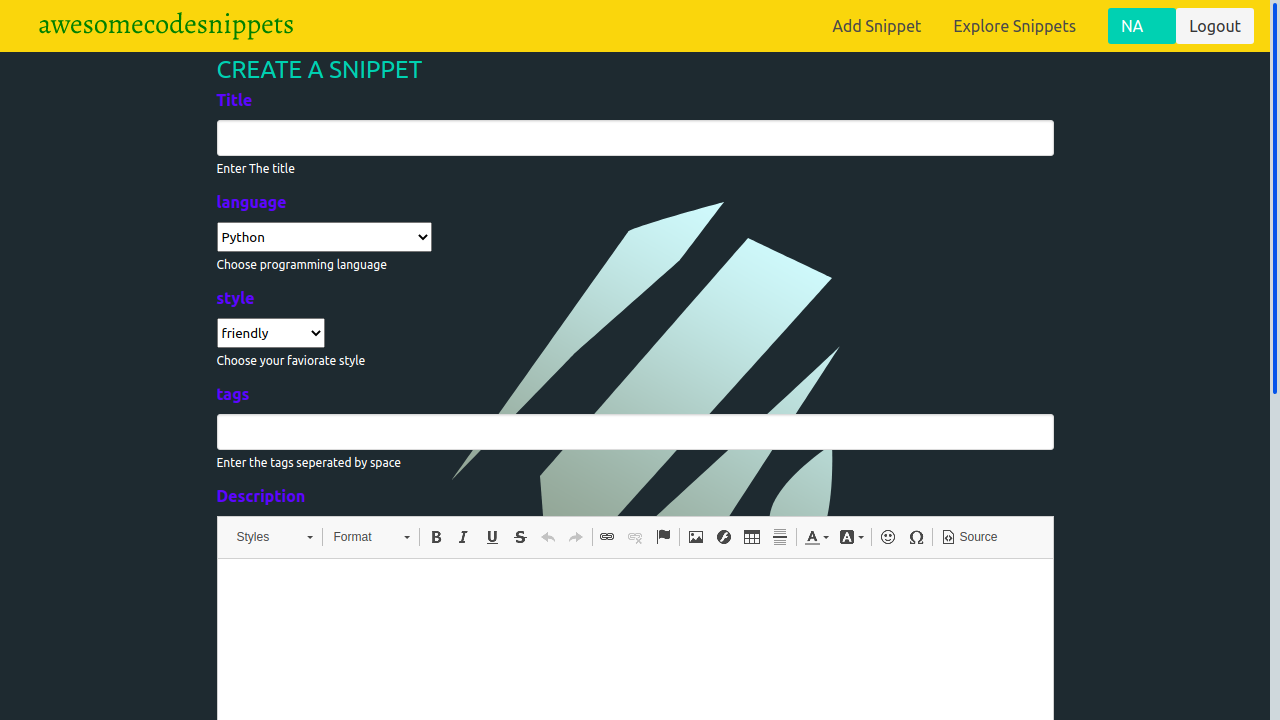 awesomecodesnippets
Add Snippet Explore Snippets NA Logout
CREATE A SNIPPET
Title
Enter The title
language
Python
Choose programming language
style
friendly
Choose your faviorate style
tags
Enter the tags seperated by space
Description
Styles Format B I U S A A Ω Source